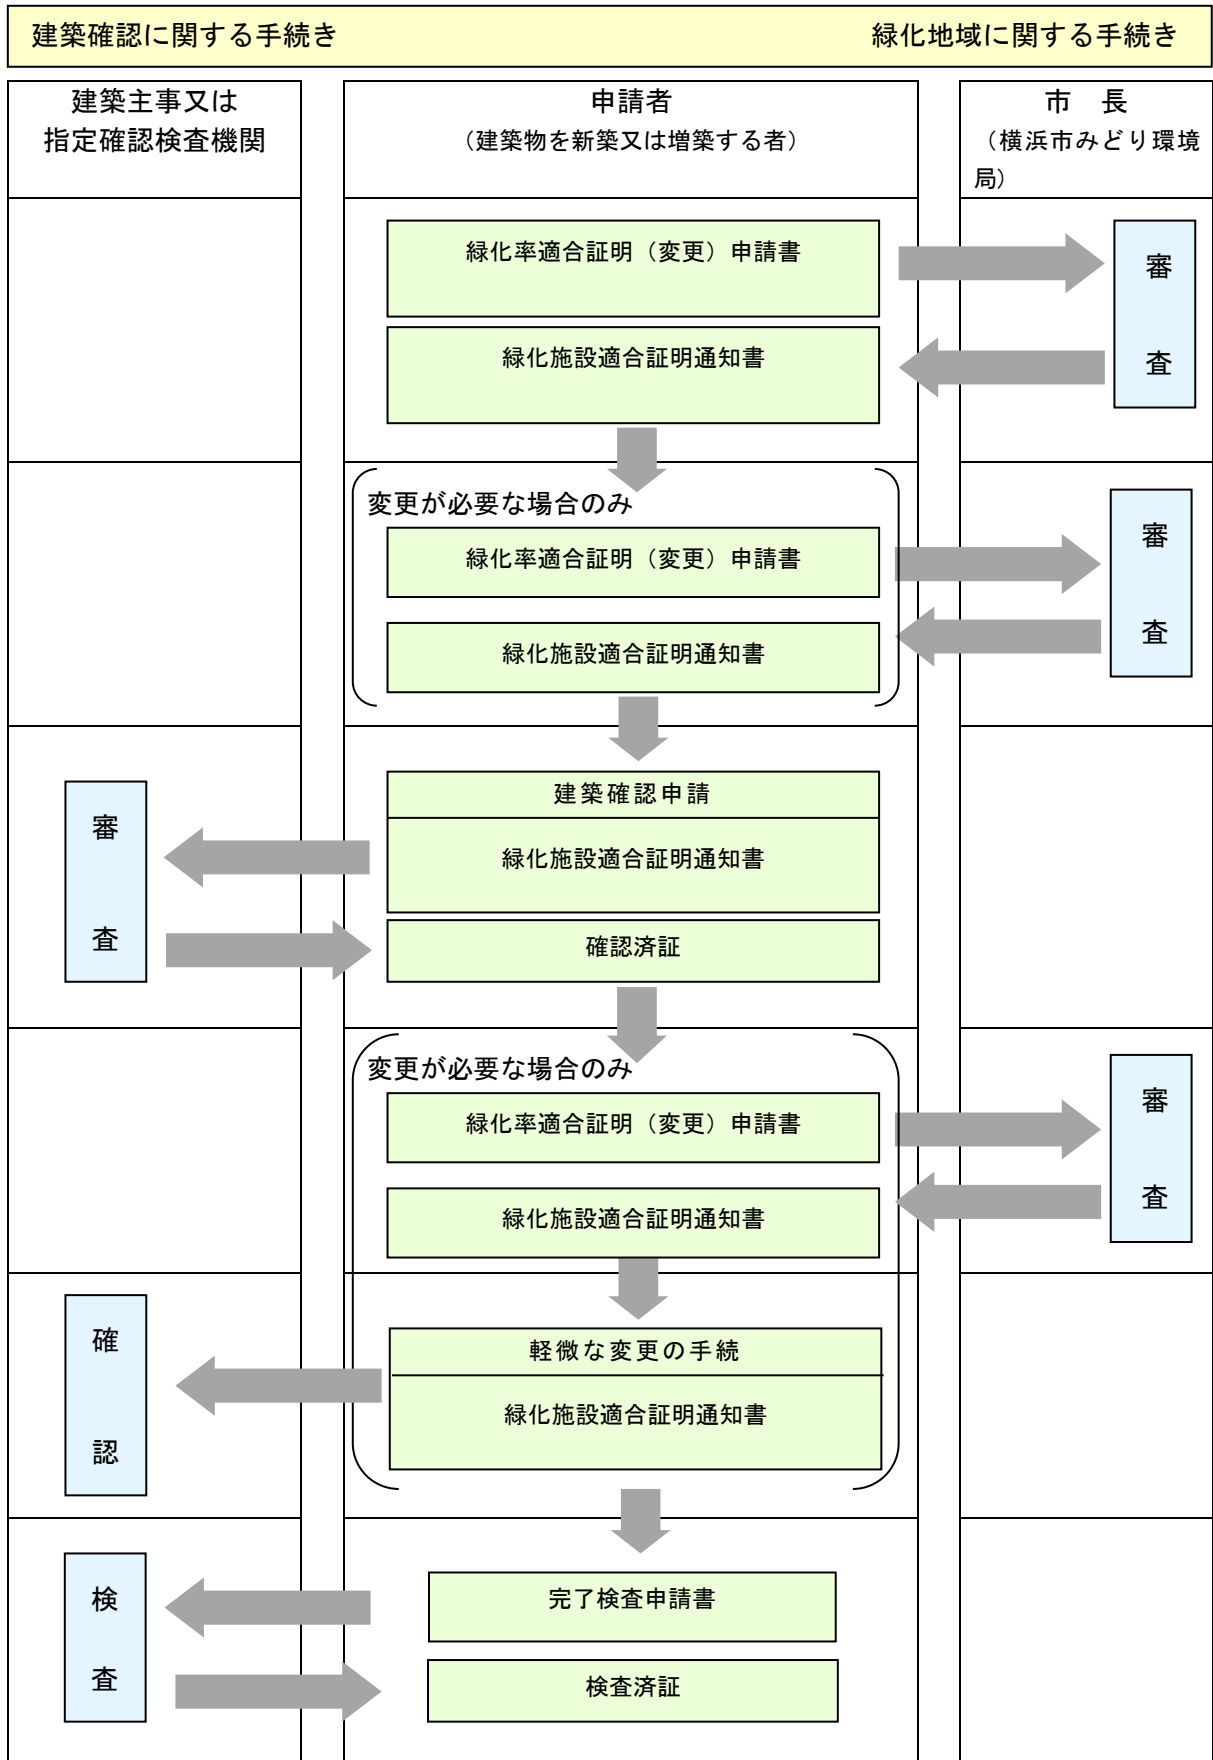 建築確認に関する手続き
緑化地域に関する手続き
建築主事又は
指定確認検査機関
申請者
（建築物を新築又は増築する者）
市　長
（横浜市みどり環境
局）
緑化率適合証明（変更）申請書
緑化施設適合証明通知書
審
査
変更が必要な場合のみ
緑化率適合証明（変更）申請書
緑化施設適合証明通知書
審
査
建築確認申請
緑化施設適合証明通知書
確認済証
審
査
変更が必要な場合のみ
緑化率適合証明（変更）申請書
緑化施設適合証明通知書
審
査
軽微な変更の手続
緑化施設適合証明通知書
確
認
完了検査申請書
検査済証
検
査